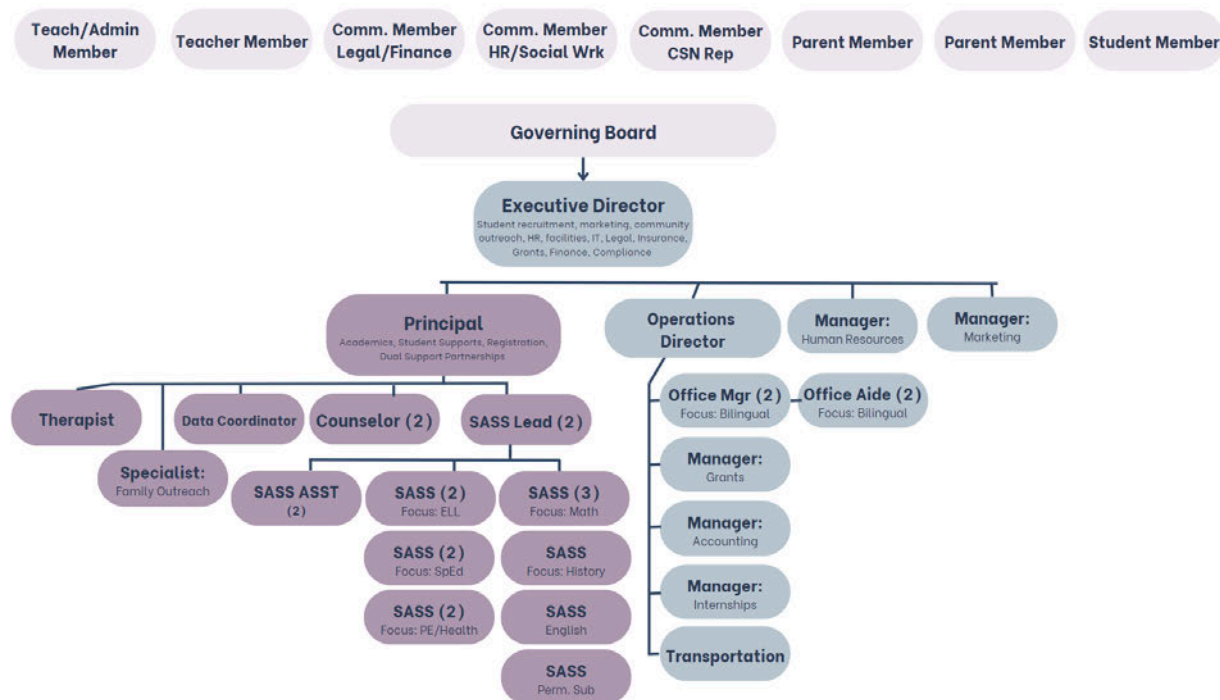 Teach/Admin
Member
Teacher Member
Comm. Member
Legal/Finance
Comm. Member
HR/Social Wrk
Comm. Member
CSN Rep
Parent Member
Parent Member
Student Member
Governing Board
Executive Director
Student recruitment, marketing, community
outreach, HR, facilities, IT, Legal, Insurance,
Grants, Finance, Compliance
Principal
Academics, Student Supports, Registration,
Dual Support Partnerships
Operations
Director
Manager:
Human Resources
Manager:
Marketing
Therapist
Specialist:
Family Outreach
Data Coordinator
Counselor (2)
SASS Lead (2)
SASS ASST
(2)
SASS (2)
Focus: ELL
SASS (2)
Focus: SpEd
SASS (2)
Focus: PE/Health
SASS (3)
Focus: Math
SASS
Focus: History
SASS
English
SASS
Perm. Sub
Office Mgr (2)
Focus: Bilingual
Office Aide (2)
Focus: Bilingual
Manager:
Grants
Manager:
Accounting
Manager:
Internships
Transportation